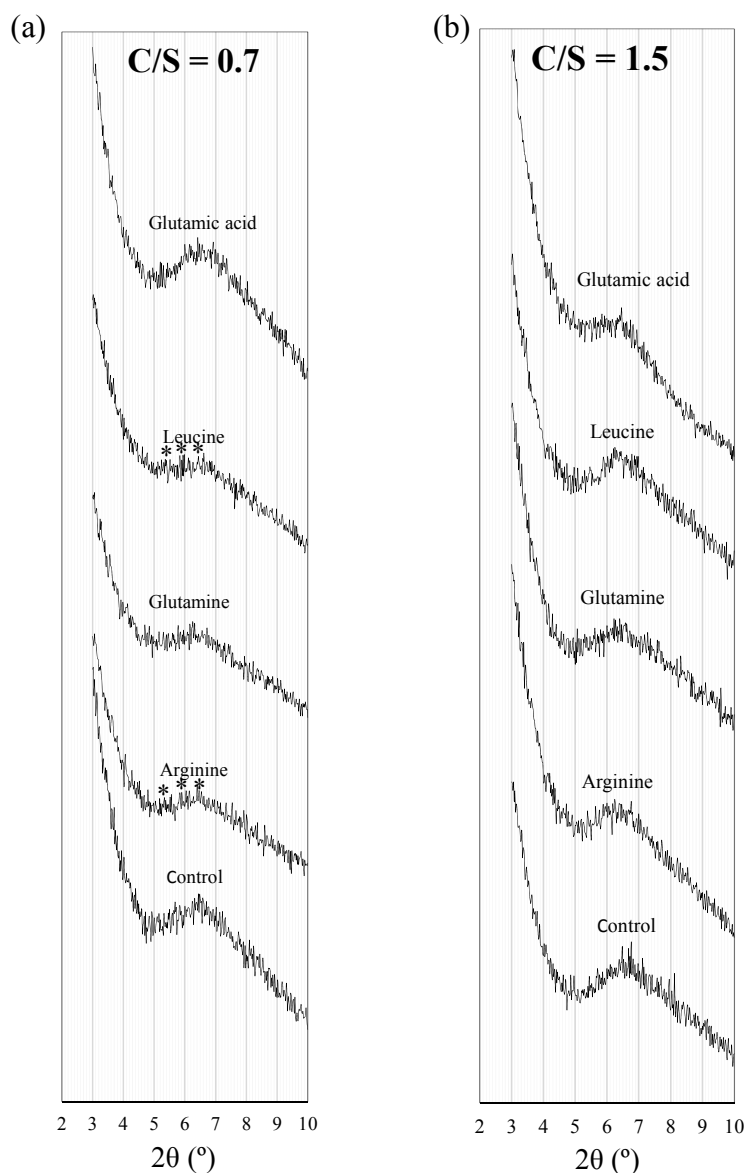 (a)
C/S = 0.7
Glutamic acid
Leucine
* * *
Glutamine
Arginine
* * *
Control
2 3 4 5 6 7 8 9 10
2θ (º)
(b)
C/S = 1.5
Glutamic acid
Leucine
Glutamine
Arginine
Control
2 3 4 5 6 7 8 9 10
2θ (º)